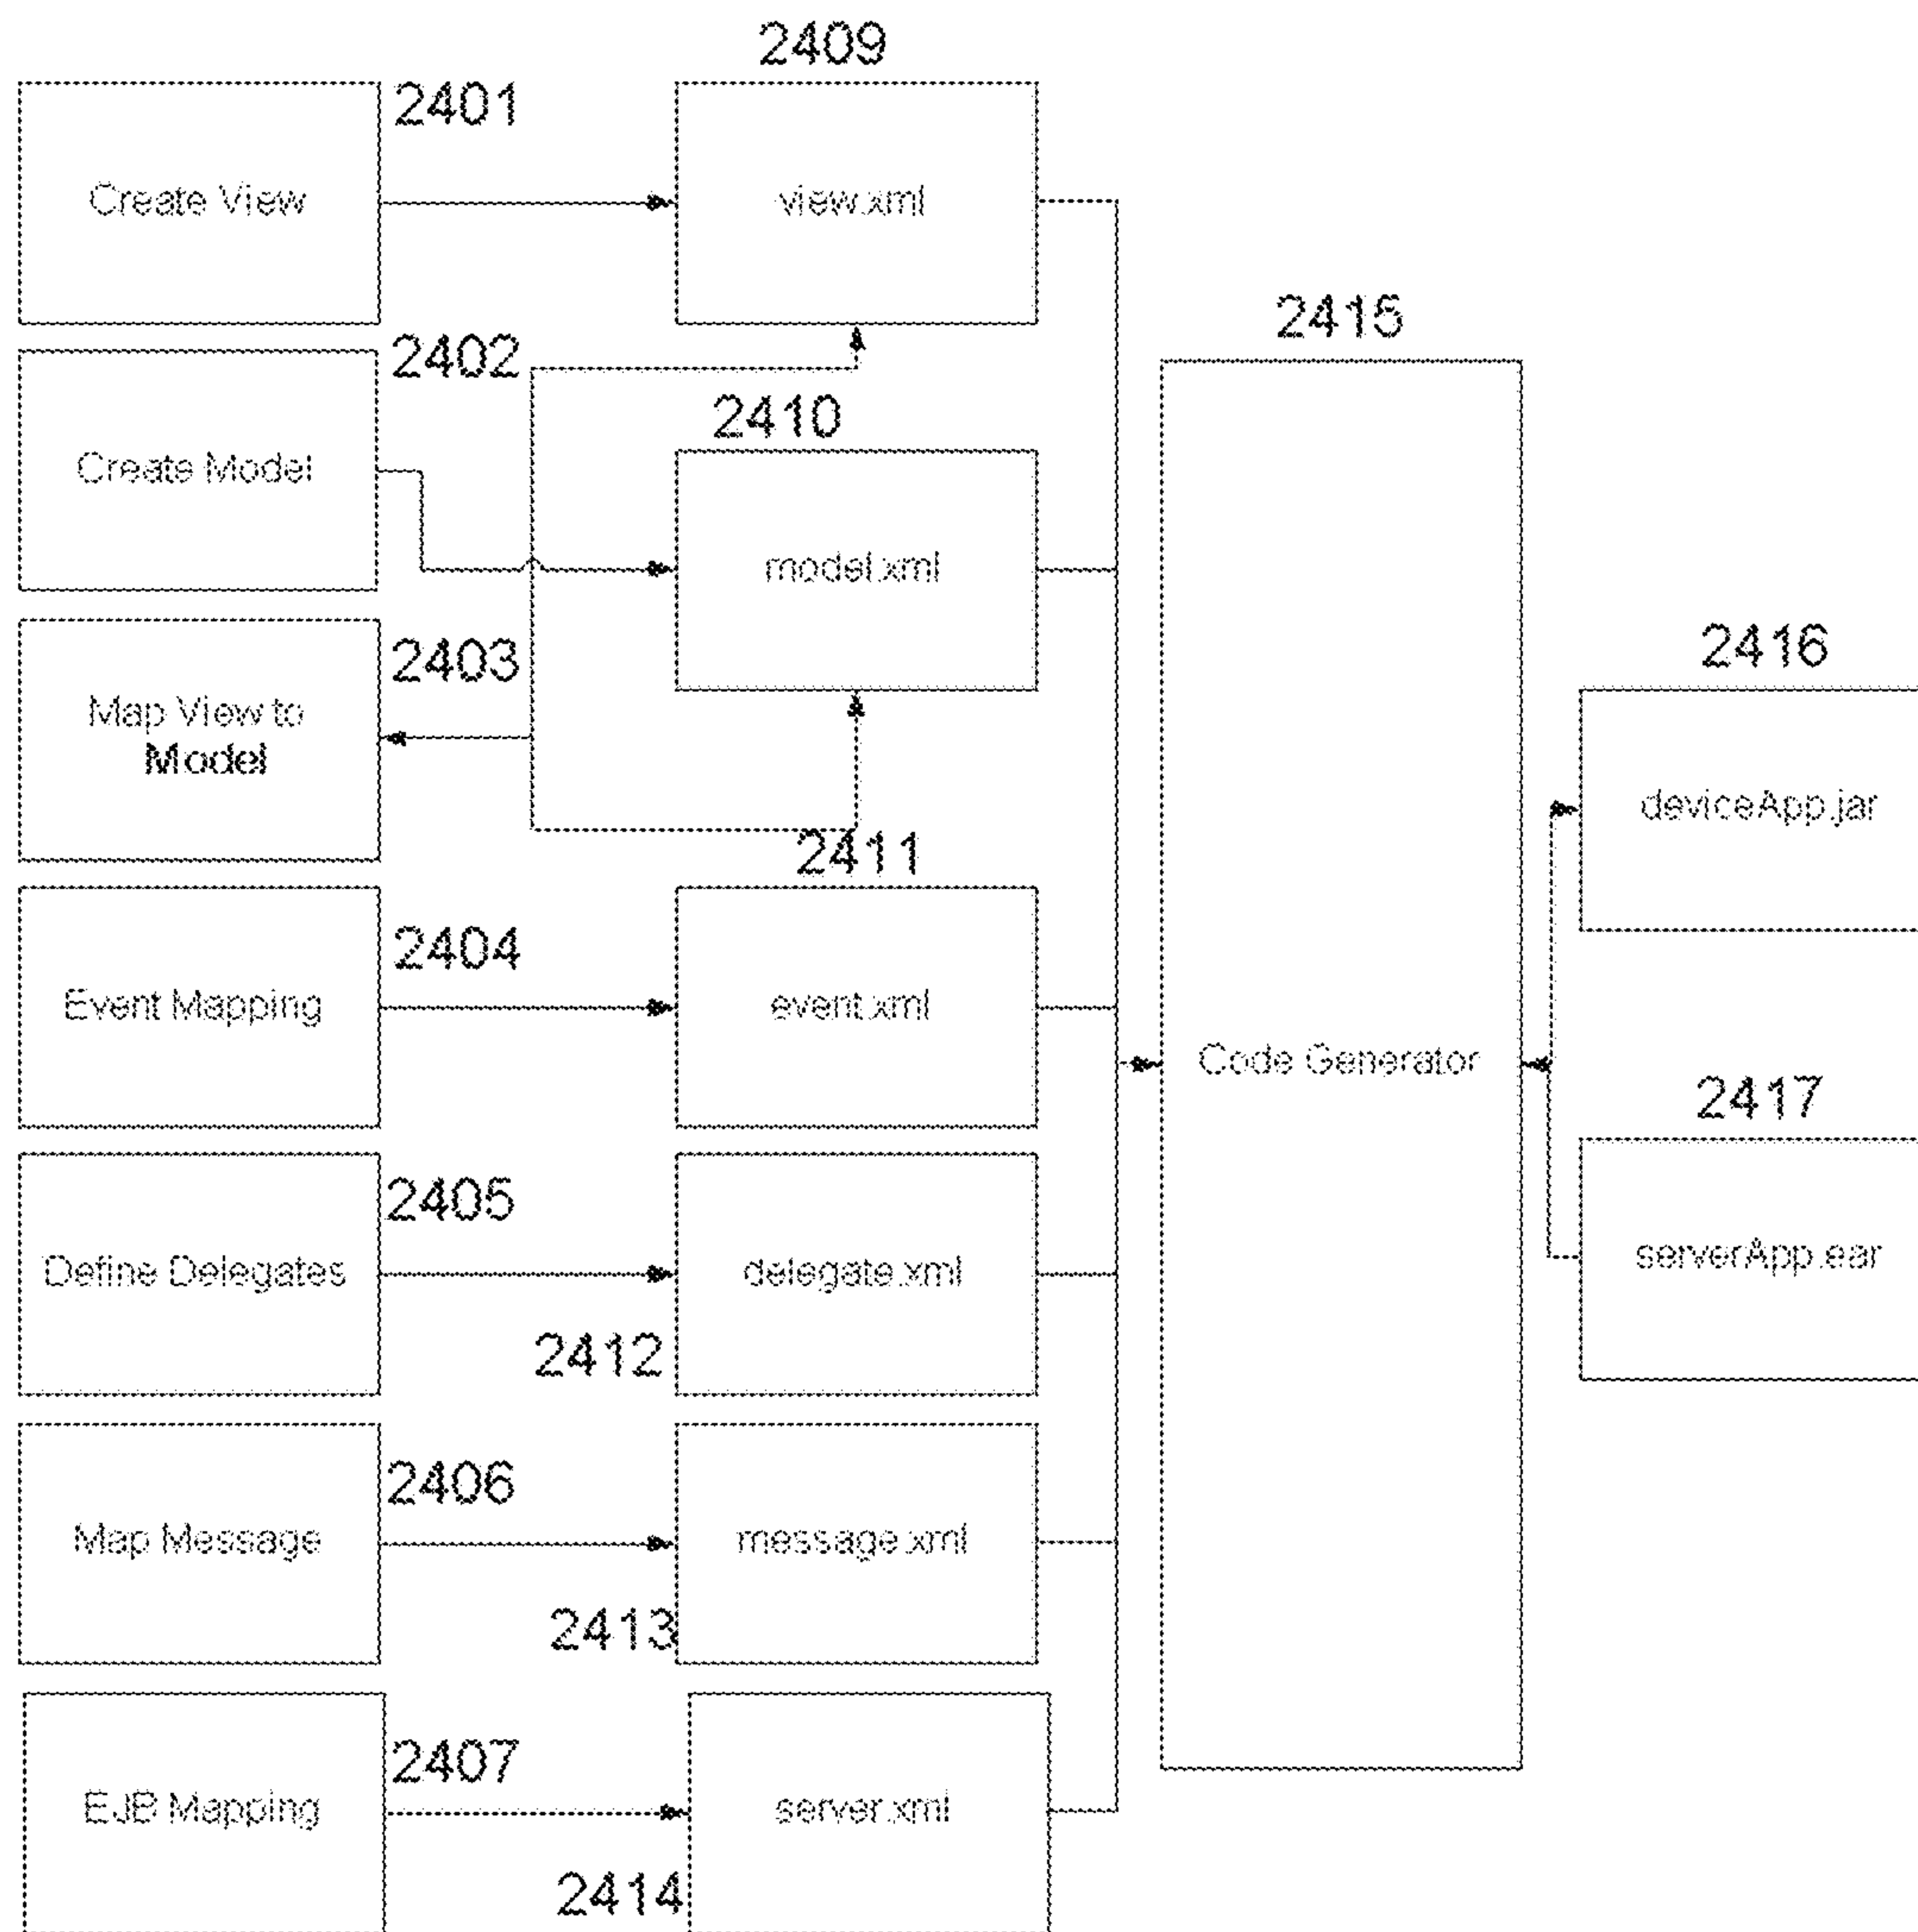 2409
2401
Create View
view.xml
2415
2402
2410
Create Model
model.xml
2403
2416
Map View to
Model
deviceApp.jar
2411
2404
Event Mapping
event.xml
Code Generator
2417
2405
Define Delegates
delegate.xml
serverApp.ear
2412
2406
Map Message
message.xml
2413
2407
EJB Mapping
server.xml
2414